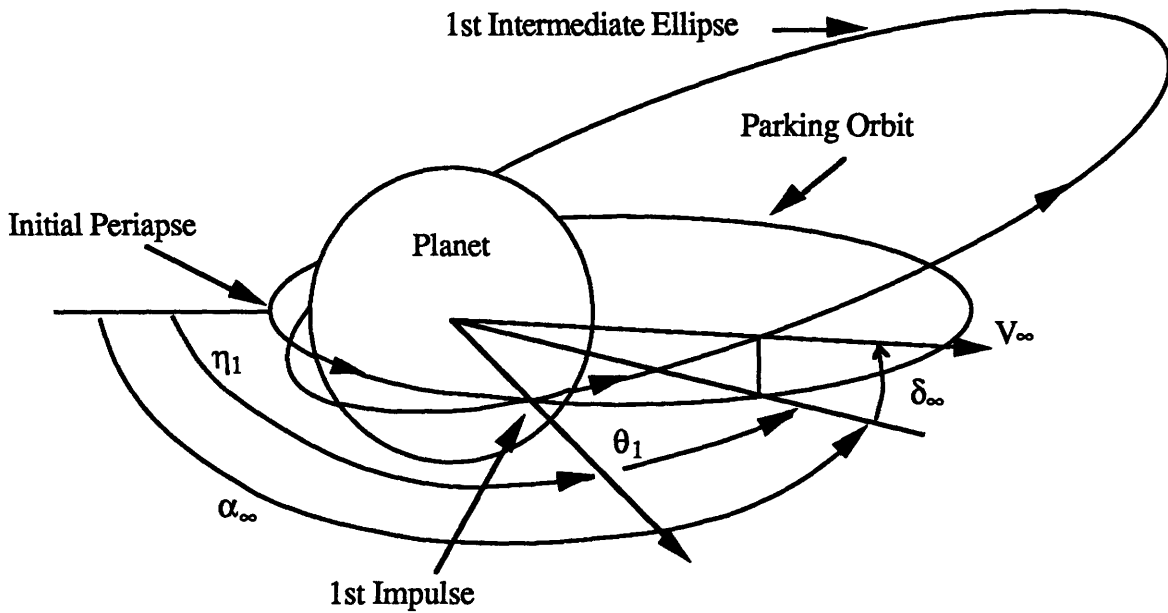 1st Intermediate Ellipse
Parking Orbit
Initial Periapse
Planet
V∞
η1
δ∞
θ1
α∞
1st Impulse